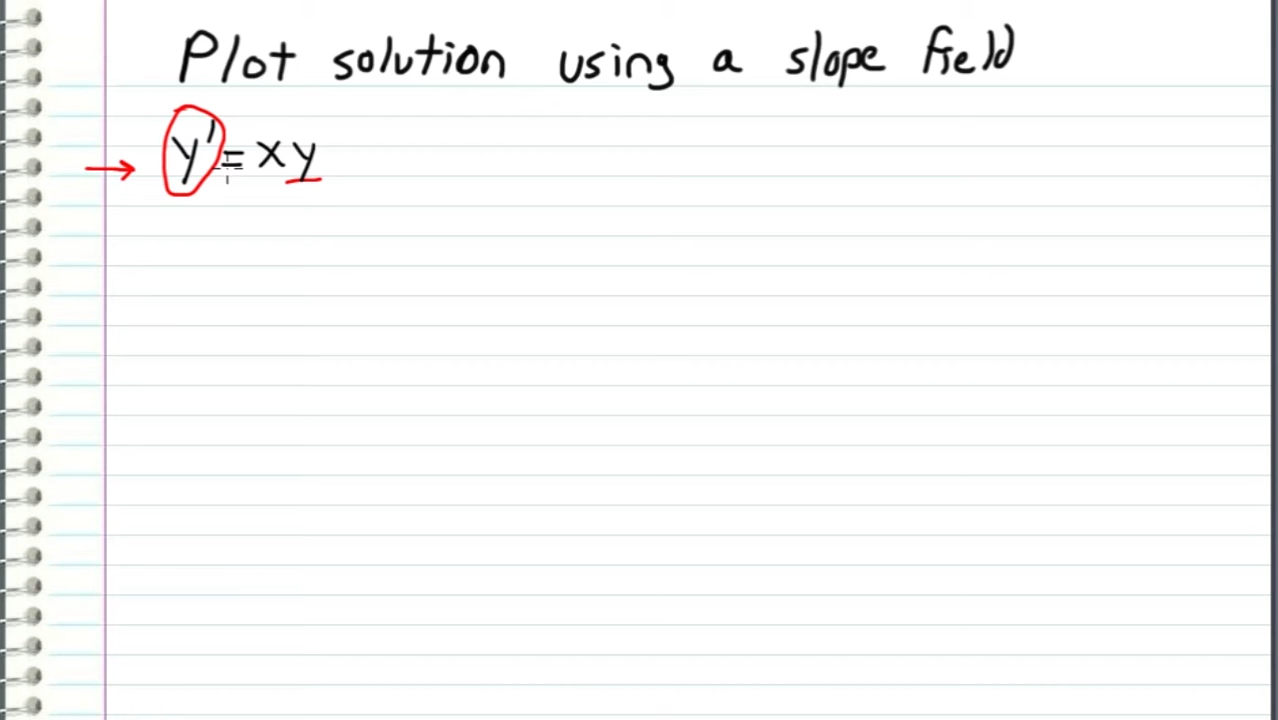 Plot solution using a slope field
→ y' = xy